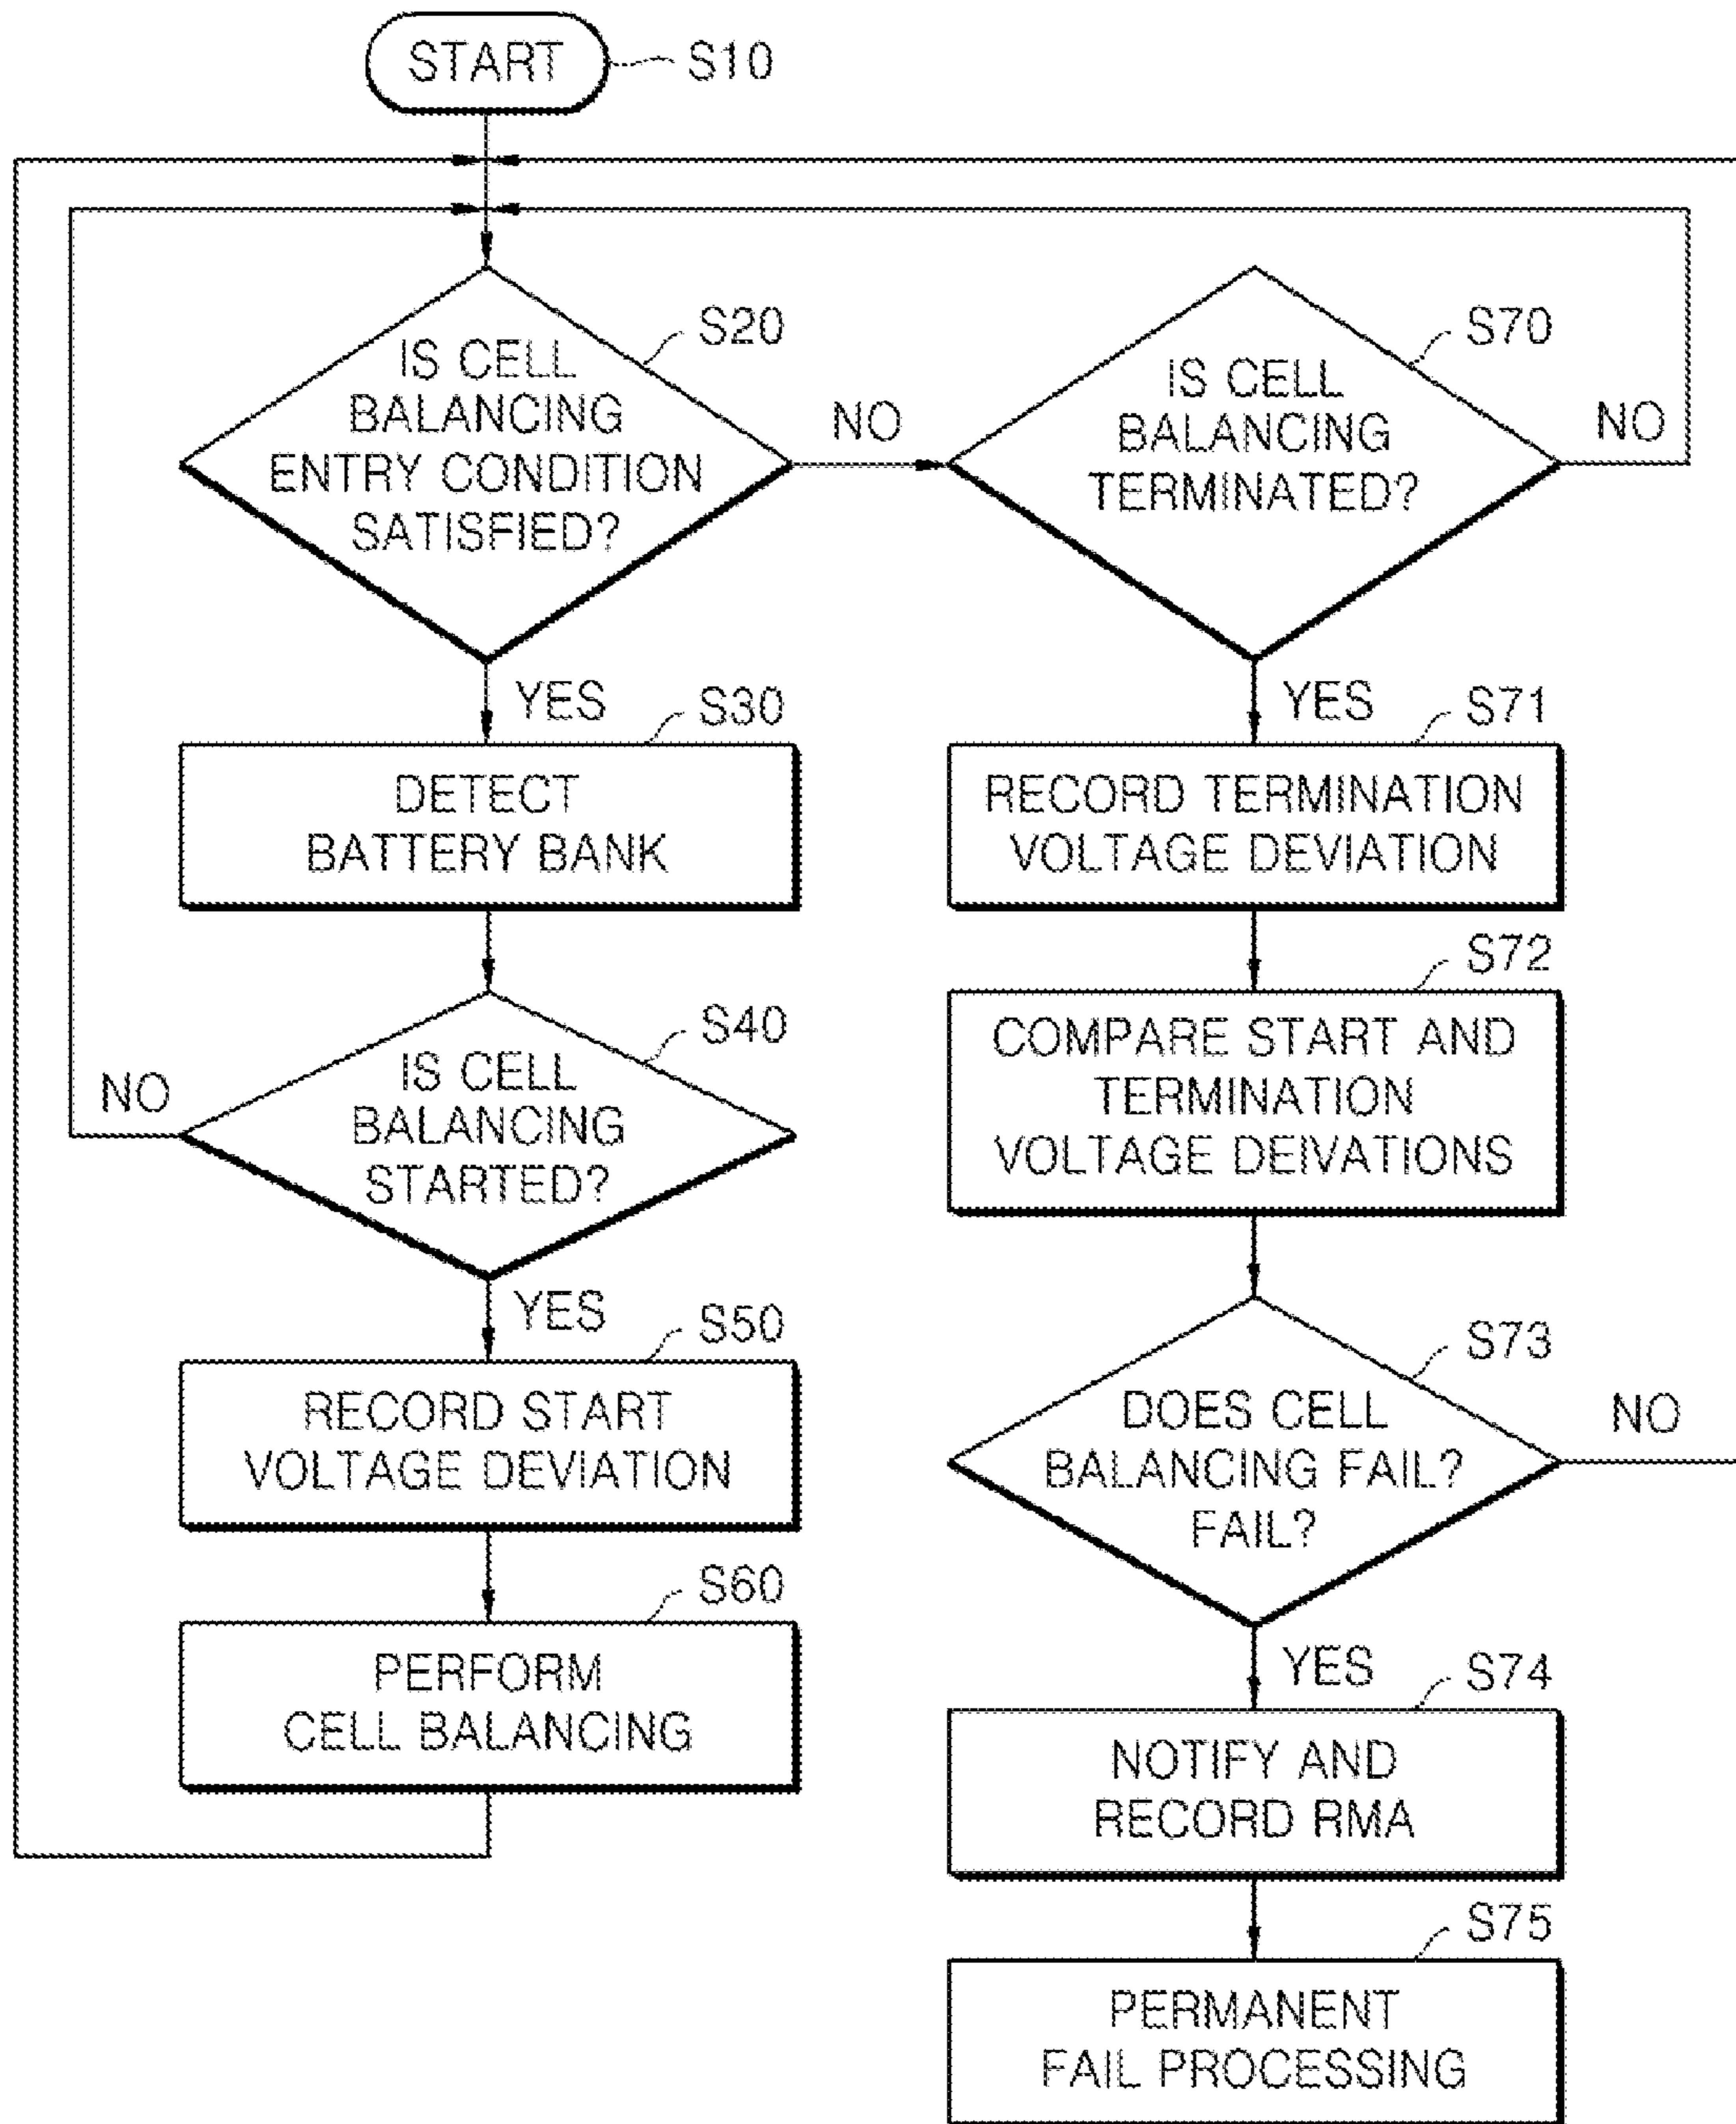 START
S10
IS CELL
BALANCING
ENTRY CONDITION
SATISFIED?
S20
NO
YES
IS CELL
BALANCING
TERMINATED?
S70
NO
YES
S30
DETECT
BATTERY BANK
S71
RECORD TERMINATION
VOLTAGE DEVIATION
S40
IS CELL
BALANCING
STARTED?
NO
YES
S72
COMPARE START AND
TERMINATION
VOLTAGE DEIVATIONS
S50
RECORD START
VOLTAGE DEVIATION
S73
DOES CELL
BALANCING FAIL?
FAIL?
NO
YES
S60
PERFORM
CELL BALANCING
S74
NOTIFY AND
RECORD RMA
S75
PERMANENT
FAIL PROCESSING